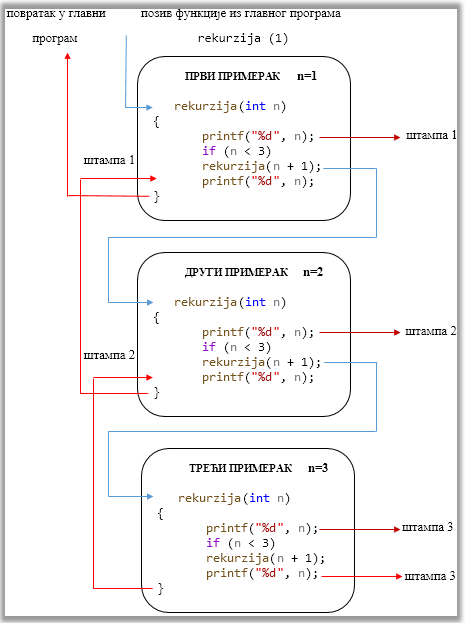 повратак у главни позив функције из главног програма
програм rekurzija (1)
ПРВИ ПРИМЕРАК n=1
rekurzija(int n)
{
printf("%d", n); штампа 1
if (n < 3)
штампа 1 rekurzija(n + 1);
printf("%d", n);
}
ДРУГИ ПРИМЕРАК n=2
rekurzija(int n)
{
printf("%d", n); штампа 2
if (n < 3)
штампа 2 rekurzija(n + 1);
printf("%d", n);
}
ТРЕЋИ ПРИМЕРАК n=3
rekurzija(int n)
{
printf("%d", n); штампа 3
if (n < 3)
rekurzija(n + 1);
printf("%d", n); штампа 3
}